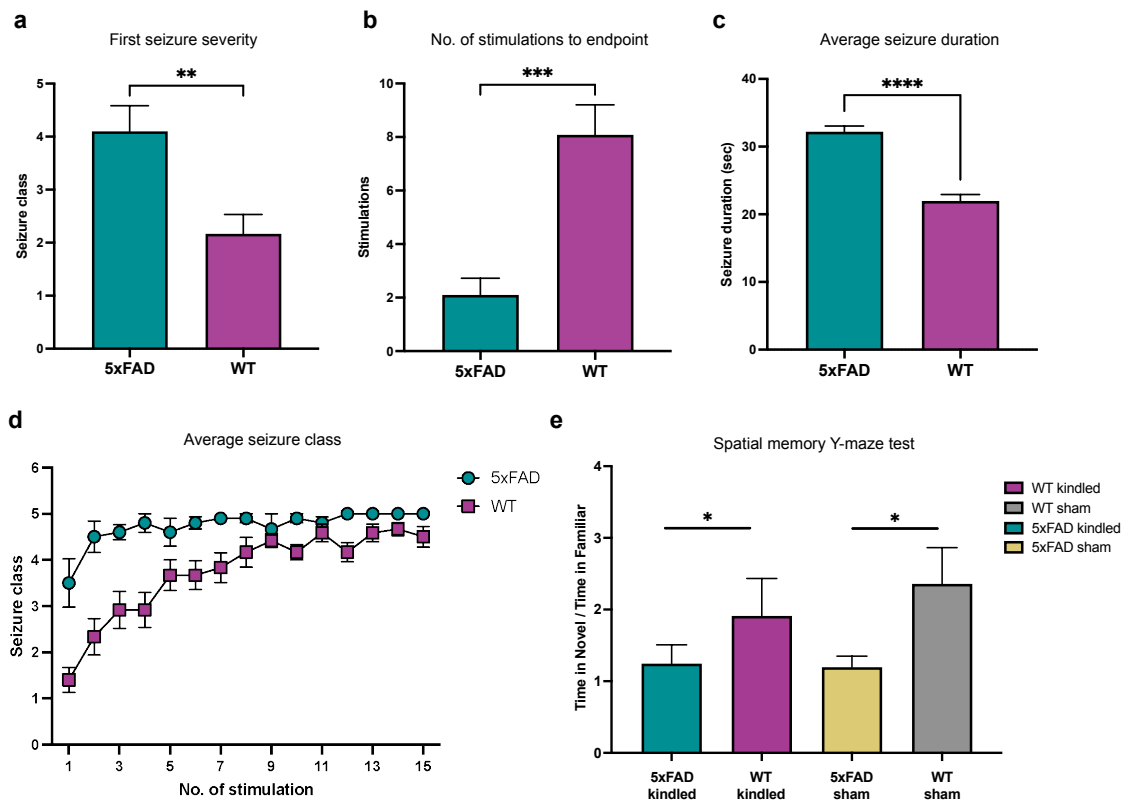 a
First seizure severity
**
Seizure class
5
4
3
2
1
0
5xFAD
WT
b
No. of stimulations to endpoint
***
Stimulations
10
8
6
4
2
0
5xFAD
WT
c
Average seizure duration
****
Seizure duration (sec)
40
30
20
10
0
5xFAD
WT
d
Average seizure class
Seizure class
6
5
4
3
2
1
0
1 3 5 7 9 11 13 15
No. of stimulation
5xFAD
WT
e
Spatial memory Y-maze test
Time in Novel / Time in Familiar
4
3
2
1
0
*
*
5xFAD kindled
WT kindled
5xFAD sham
WT sham
WT kindled
WT sham
5xFAD kindled
5xFAD sham